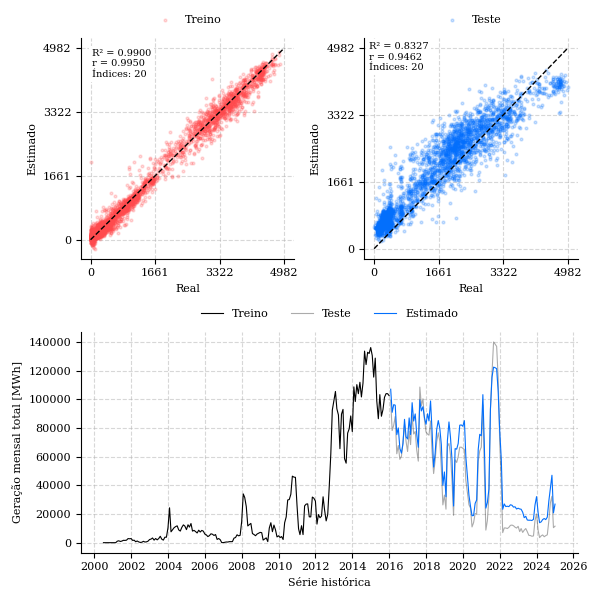 Treino
Teste
R² = 0.9900
r = 0.9950
Índices: 20
R² = 0.8327
r = 0.9462
Índices: 20
4982
3322
1661
0
Estimado
0
1661
3322
4982
Real
4982
3322
1661
0
Estimado
0
1661
3322
4982
Real
Treino
Teste
Estimado
140000
120000
100000
80000
60000
40000
20000
0
Geração mensal total [MWh]
2000
2002
2004
2006
2008
2010
2012
2014
2016
2018
2020
2022
2024
2026
Série histórica